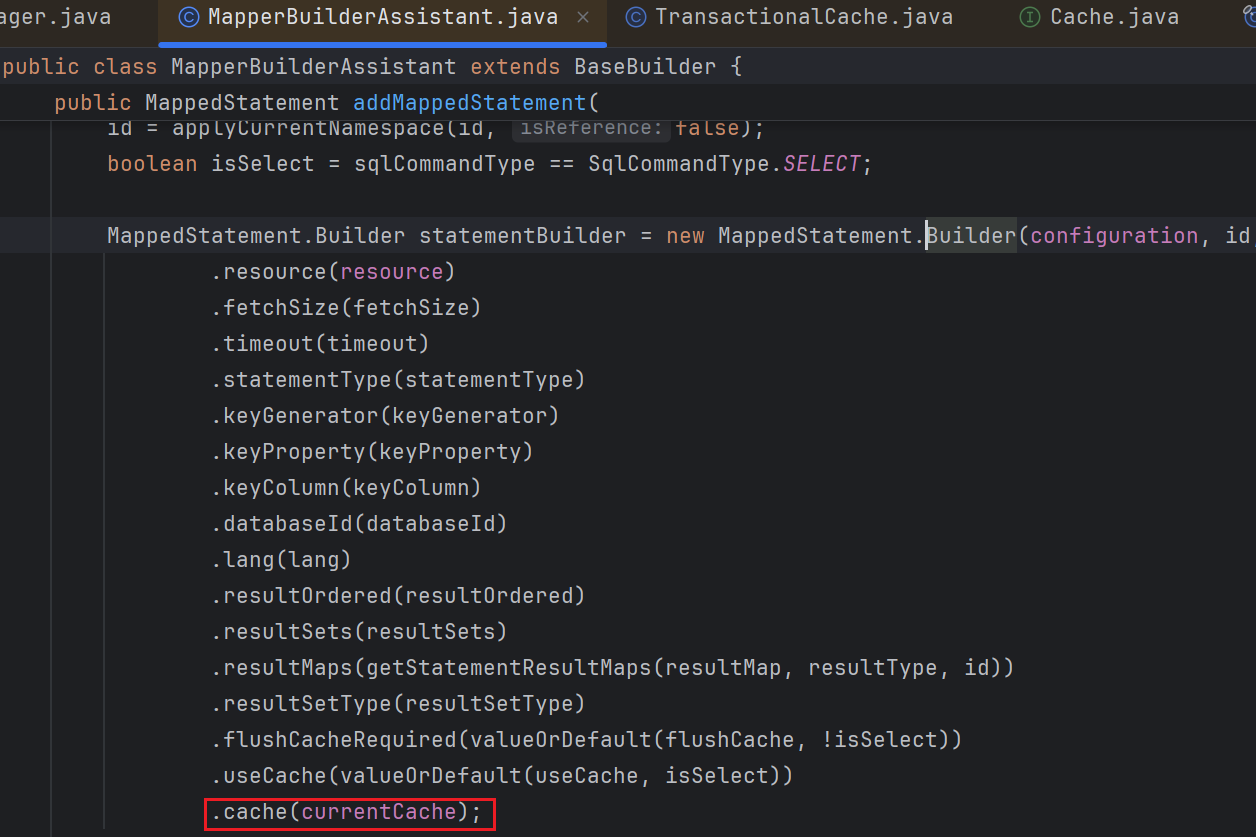 ager.java MapperBuilderAssistant.java × TransactionalCache.java Cache.java
public class MapperBuilderAssistant extends BaseBuilder {
public MappedStatement addMappedStatement(
id = applyCurrentNamespace(id, isReference: false);
boolean isSelect = sqlCommandType == SqlCommandType.SELECT;
MappedStatement.Builder statementBuilder = new MappedStatement.Builder(configuration, id,
.resource(resource)
.fetchSize(fetchSize)
.timeout(timeout)
.statementType(statementType)
.keyGenerator(keyGenerator)
.keyProperty(keyProperty)
.keyColumn(keyColumn)
.databaseId(databaseId)
.lang(lang)
.resultOrdered(resultOrdered)
.resultSets(resultSets)
.resultMaps(getStatementResultMaps(resultMap, resultType, id))
.resultSetType(resultSetType)
.flushCacheRequired(valueOrDefault(flushCache, !isSelect))
.useCache(valueOrDefault(useCache, isSelect))
.cache(currentCache);